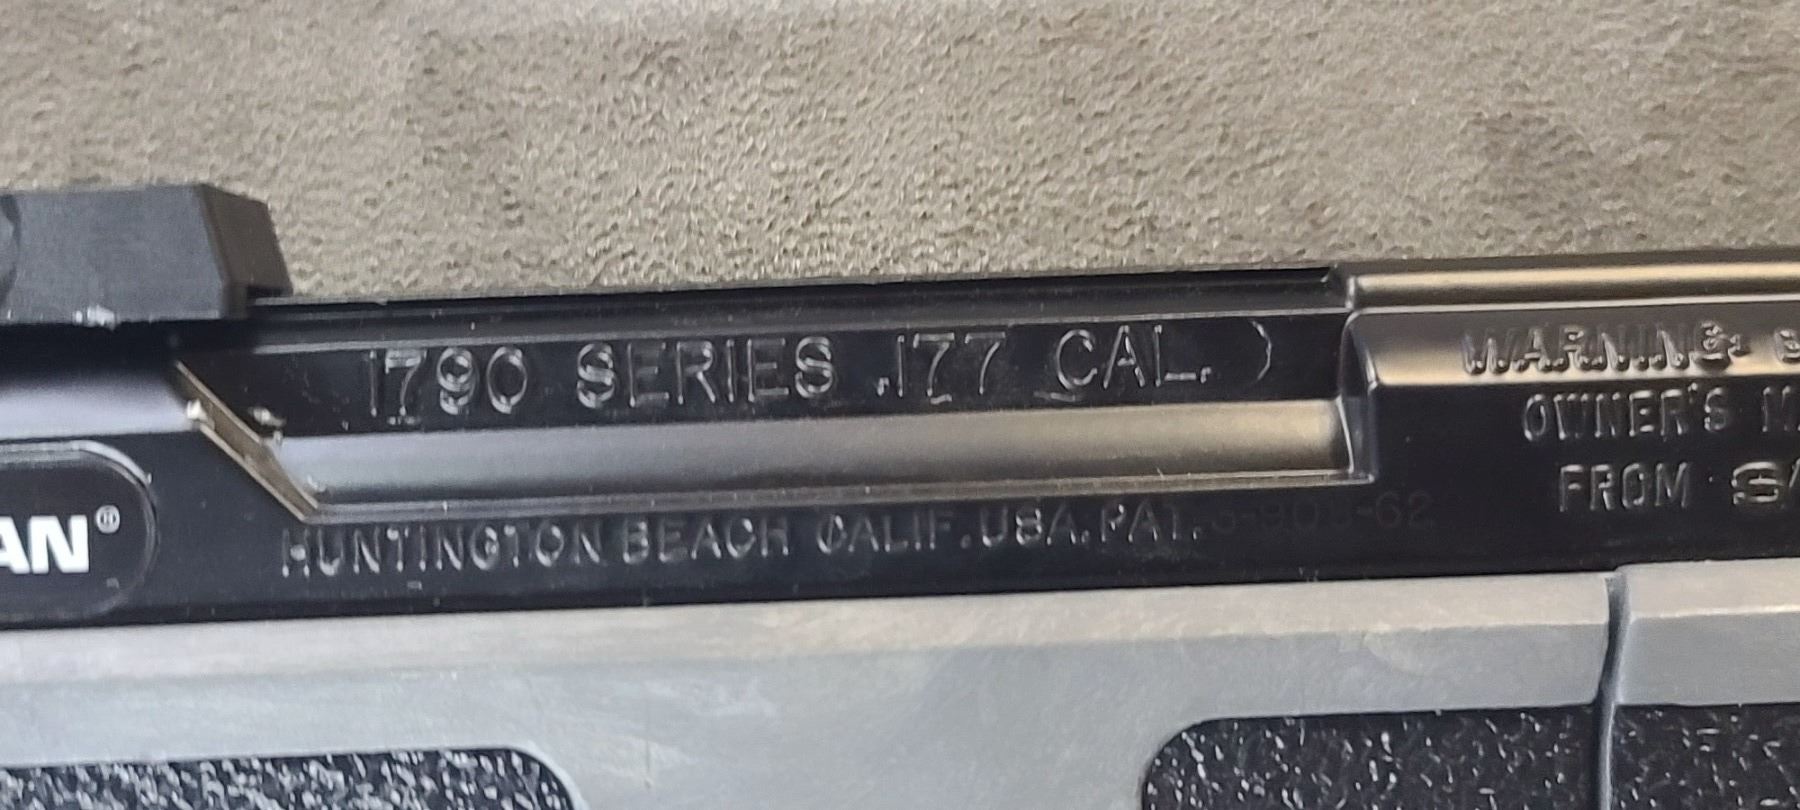 1790 SERIES .177 CAL.
WARNING:
OWNER'S
FROM
AN®
HUNTINGTON BEACH CALIF. USA. PAT.